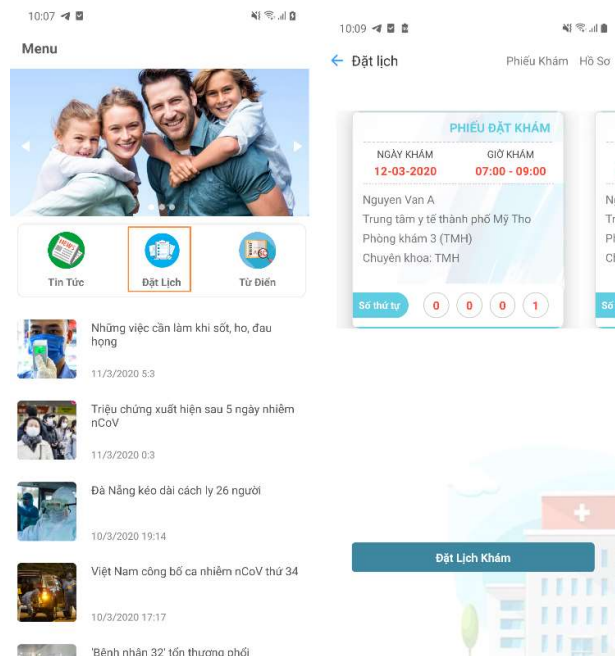 10:07
Menu
NEWS
Tin Tức
Đặt Lịch
Từ Điển
Những việc cần làm khi sốt, ho, đau
họng
11/3/2020 5:3
Triệu chứng xuất hiện sau 5 ngày nhiễm
nCoV
11/3/2020 0:3
Đà Nẵng kéo dài cách ly 26 người
10/3/2020 19:14
Việt Nam công bố ca nhiễm nCoV thứ 34
10/3/2020 17:17
'Bệnh nhân 32' tổn thương phổi
10:09
Đặt lịch
Phiếu Khám
Hồ Sơ
PHIẾU ĐẶT KHÁM
NGÀY KHÁM
GIỜ KHÁM
12-03-2020
07:00 - 09:00
Nguyen Van A
Trung tâm y tế thành phố Mỹ Tho
Phòng khám 3 (TMH)
Chuyên khoa: TMH
Số thứ tự
0 0 0 1
Đặt Lịch Khám